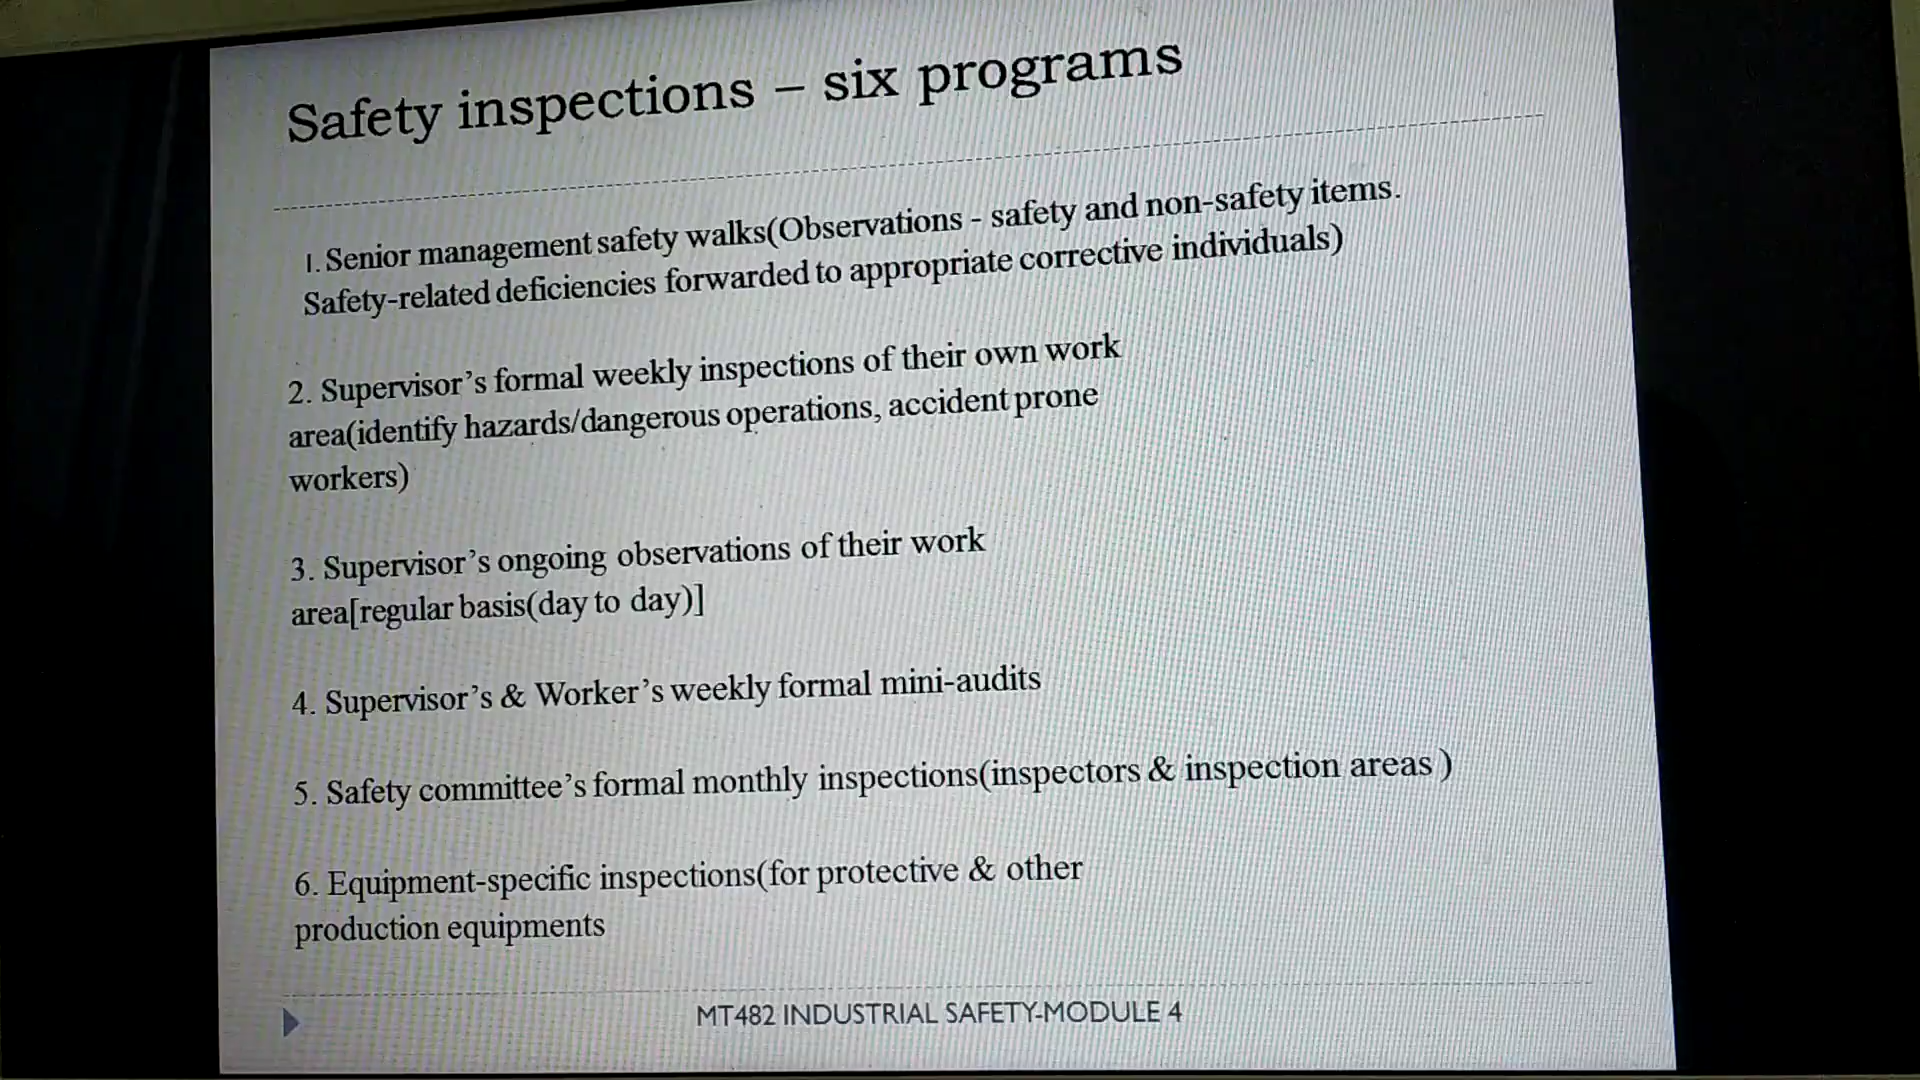 Safety inspections – six programs
1. Senior management safety walks(Observations - safety and non-safety items.
Safety-related deficiencies forwarded to appropriate corrective individuals)
2. Supervisor’s formal weekly inspections of their own work
area(identify hazards/dangerous operations, accident prone
workers)
3. Supervisor’s ongoing observations of their work
area[regular basis(day to day)]
4. Supervisor’s & Worker’s weekly formal mini-audits
5. Safety committee’s formal monthly inspections(inspectors & inspection areas )
6. Equipment-specific inspections(for protective & other
production equipments
MT482 INDUSTRIAL SAFETY-MODULE 4